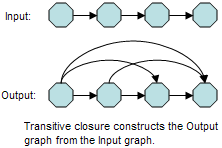 Input:
Output:
Transitive closure constructs the Output
graph from the Input graph.